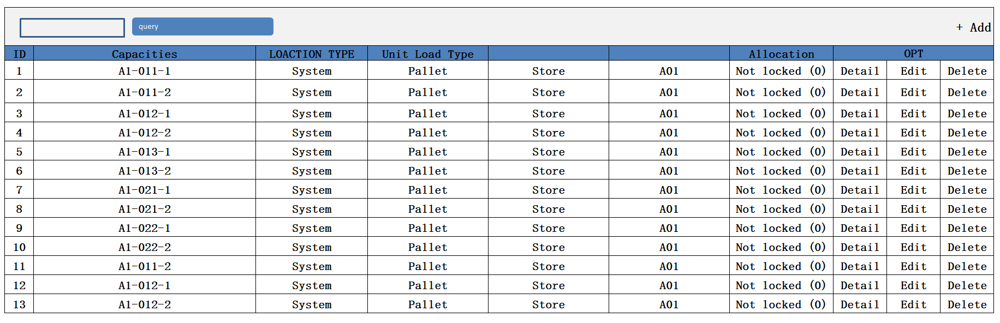 query
+ Add
ID Capacities LOACTION TYPE Unit Load Type Allocation OPT
1 A1-011-1 System Pallet Store A01 Not locked (0) Detail Edit Delete
2 A1-011-2 System Pallet Store A01 Not locked (0) Detail Edit Delete
3 A1-012-1 System Pallet Store A01 Not locked (0) Detail Edit Delete
4 A1-012-2 System Pallet Store A01 Not locked (0) Detail Edit Delete
5 A1-013-1 System Pallet Store A01 Not locked (0) Detail Edit Delete
6 A1-013-2 System Pallet Store A01 Not locked (0) Detail Edit Delete
7 A1-021-1 System Pallet Store A01 Not locked (0) Detail Edit Delete
8 A1-021-2 System Pallet Store A01 Not locked (0) Detail Edit Delete
9 A1-022-1 System Pallet Store A01 Not locked (0) Detail Edit Delete
10 A1-022-2 System Pallet Store A01 Not locked (0) Detail Edit Delete
11 A1-011-2 System Pallet Store A01 Not locked (0) Detail Edit Delete
12 A1-012-1 System Pallet Store A01 Not locked (0) Detail Edit Delete
13 A1-012-2 System Pallet Store A01 Not locked (0) Detail Edit Delete